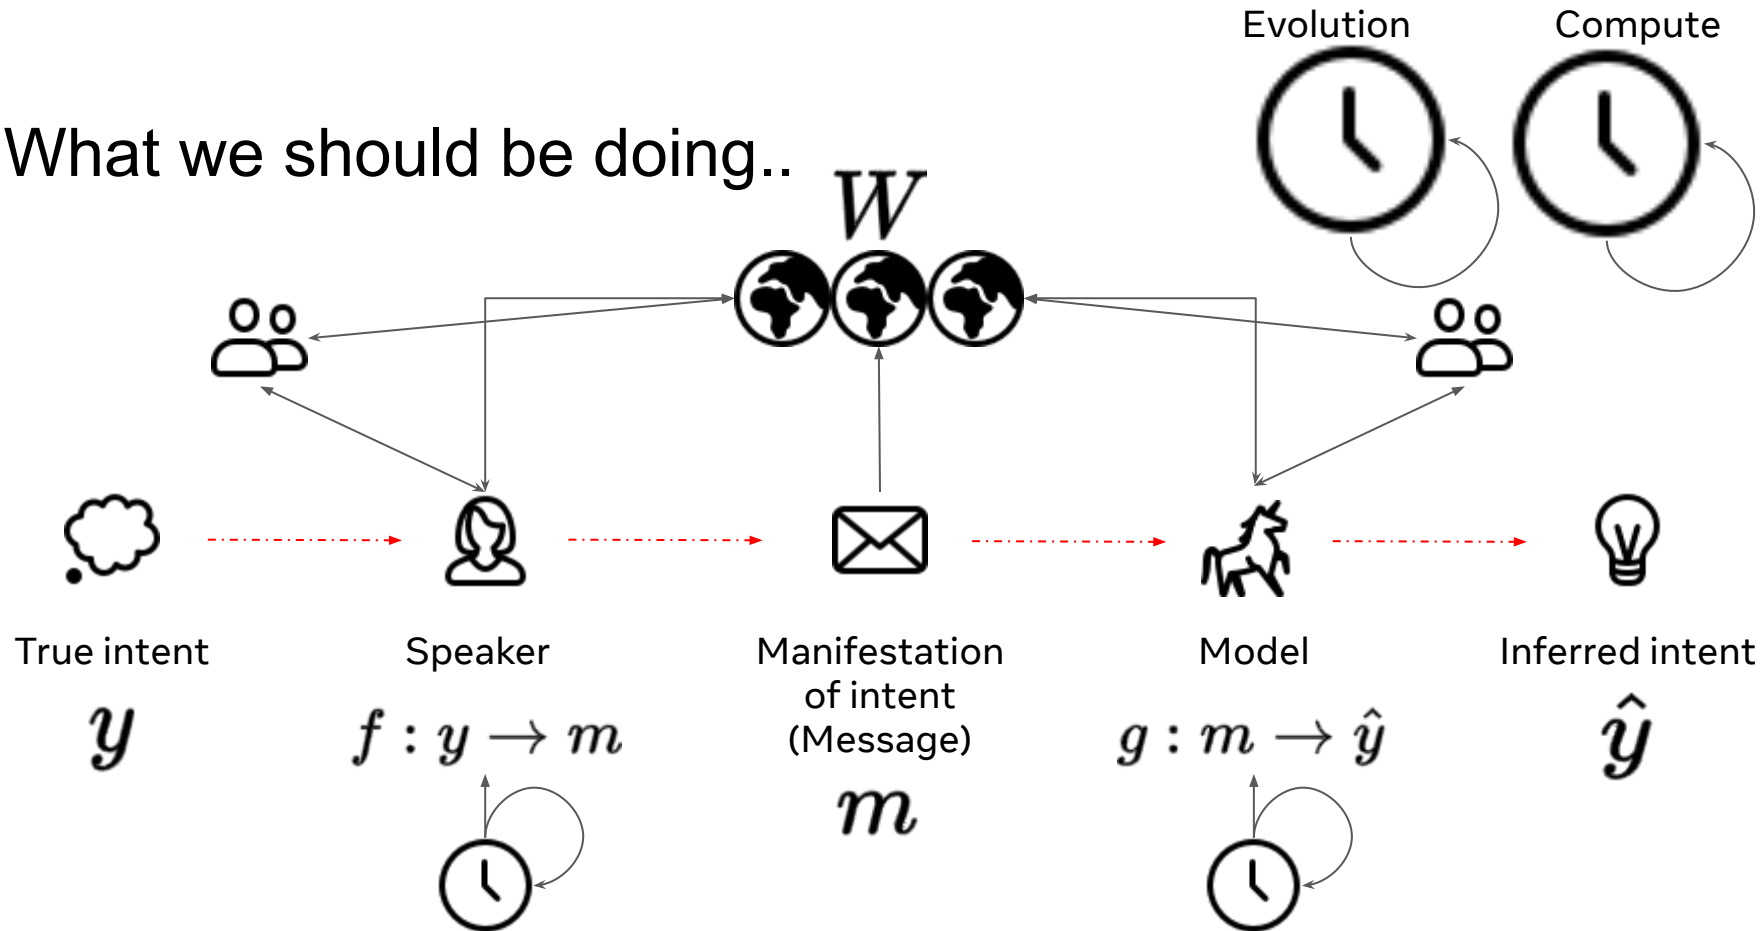 Evolution
Compute
What we should be doing..
W
True intent
Speaker
Manifestation
of intent
(Message)
Model
Inferred intent
y
f : y → m
m
g : m → ŷ
ŷ